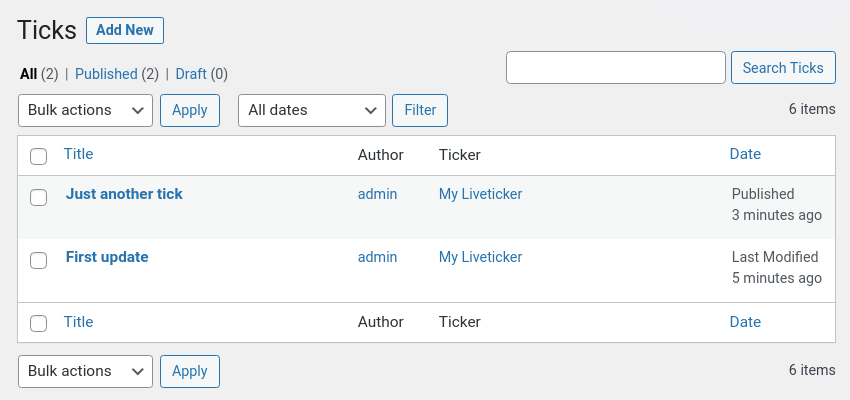 Ticks Add New
All (2) | Published (2) | Draft (0)
Search Ticks
Bulk actions Apply All dates Filter 6 items
Title Author Ticker Date
Just another tick admin My Liveticker Published
3 minutes ago
First update admin My Liveticker Last Modified
5 minutes ago
Title Author Ticker Date
Bulk actions Apply 6 items